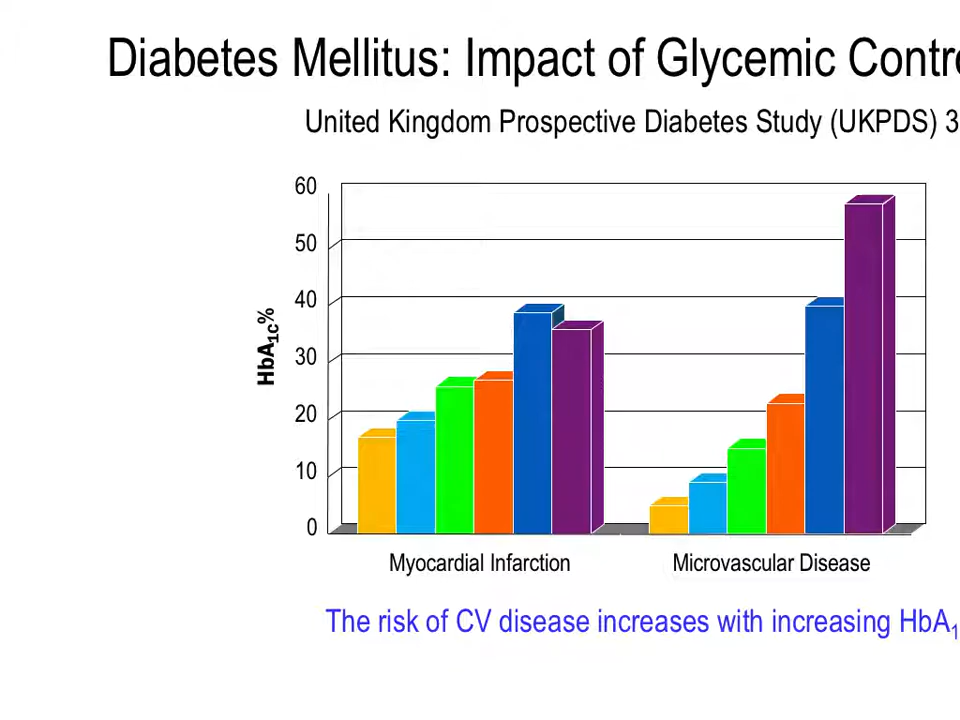 Diabetes Mellitus: Impact of Glycemic Contro
United Kingdom Prospective Diabetes Study (UKPDS) 3
60
50
40
30
20
10
0
HbA1c%
Myocardial Infarction
Microvascular Disease
The risk of CV disease increases with increasing HbA1